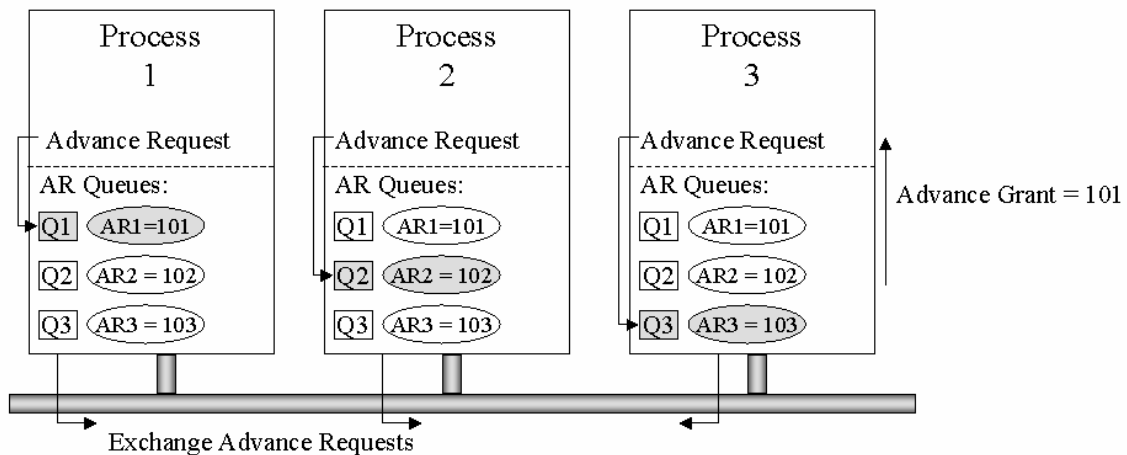 Process
1
Advance Request
AR Queues:
Q1 AR1=101
Q2 AR2 = 102
Q3 AR3 = 103
Process
2
Advance Request
AR Queues:
Q1 AR1=101
Q2 AR2 = 102
Q3 AR3 = 103
Process
3
Advance Request
AR Queues:
Q1 AR1=101
Q2 AR2 = 102
Q3 AR3 = 103
Advance Grant = 101
Exchange Advance Requests